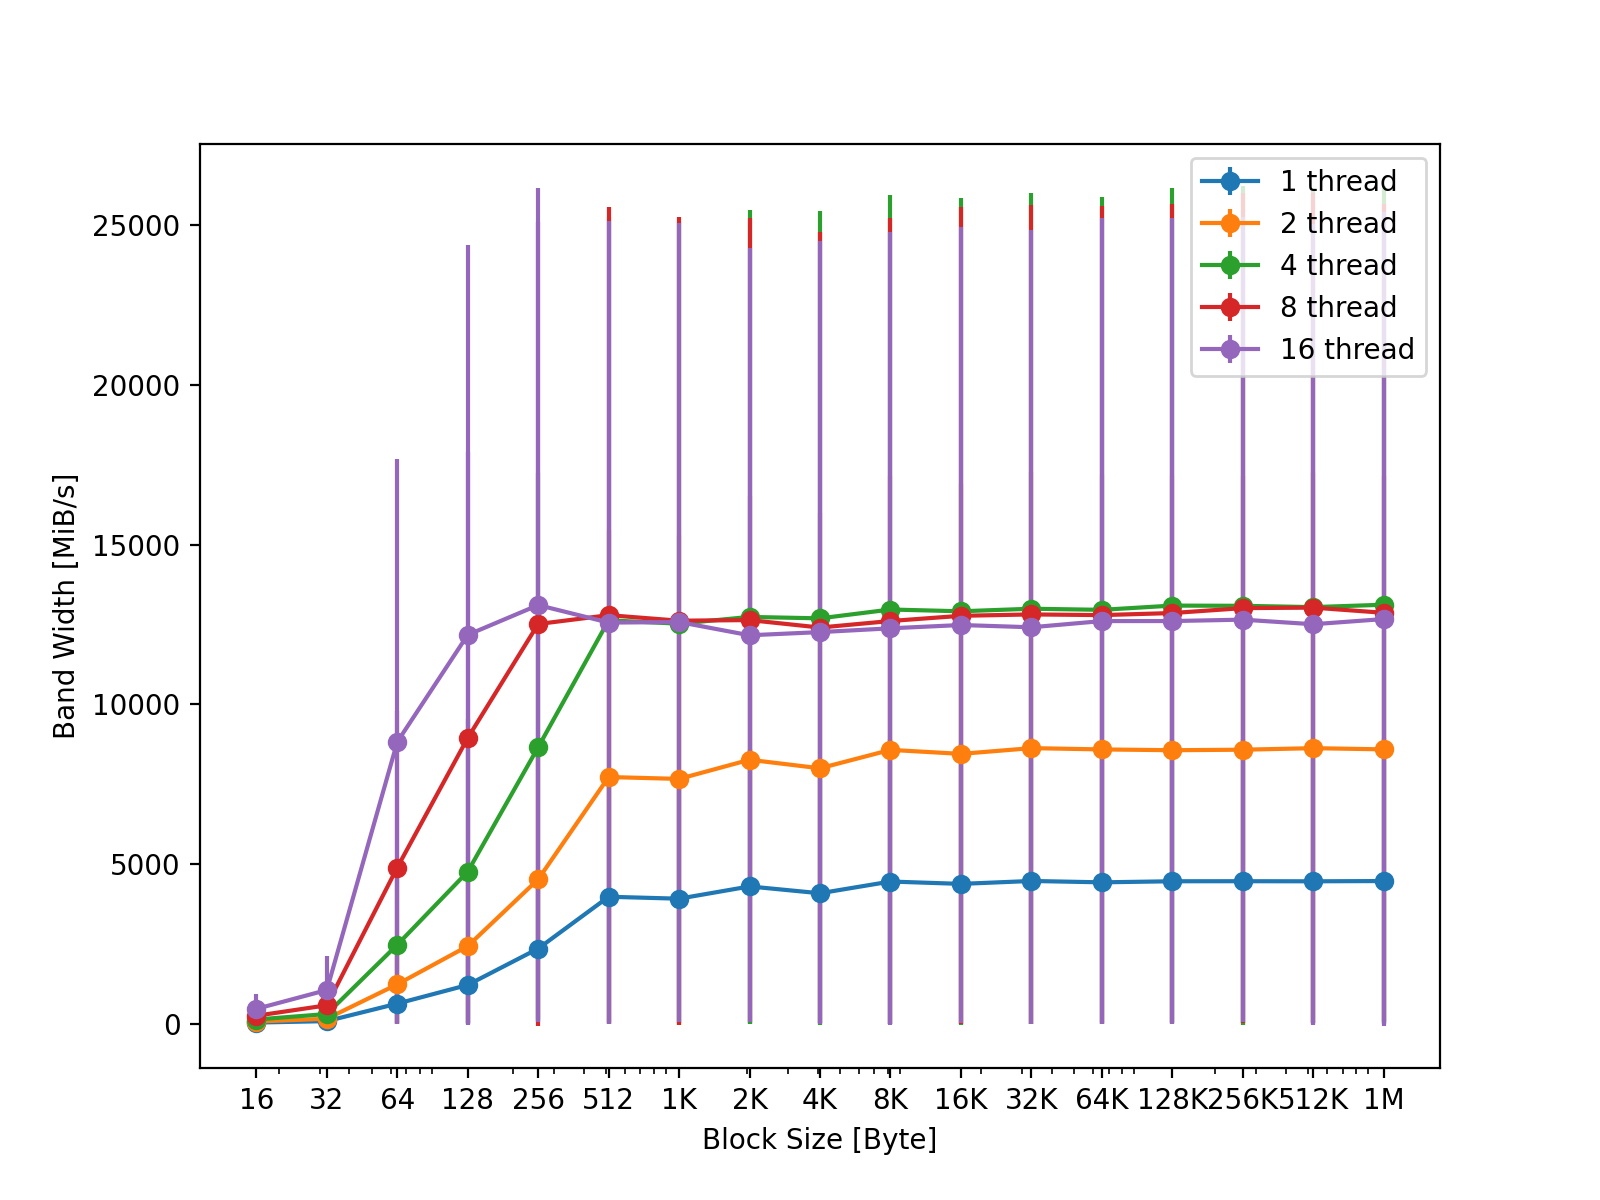 1 thread
2 thread
4 thread
8 thread
16 thread
25000
20000
15000
10000
5000
0
Band Width [MiB/s]
16 32 64 128 256 512 1K 2K 4K 8K 16K 32K 64K 128K 256K 512K 1M
Block Size [Byte]